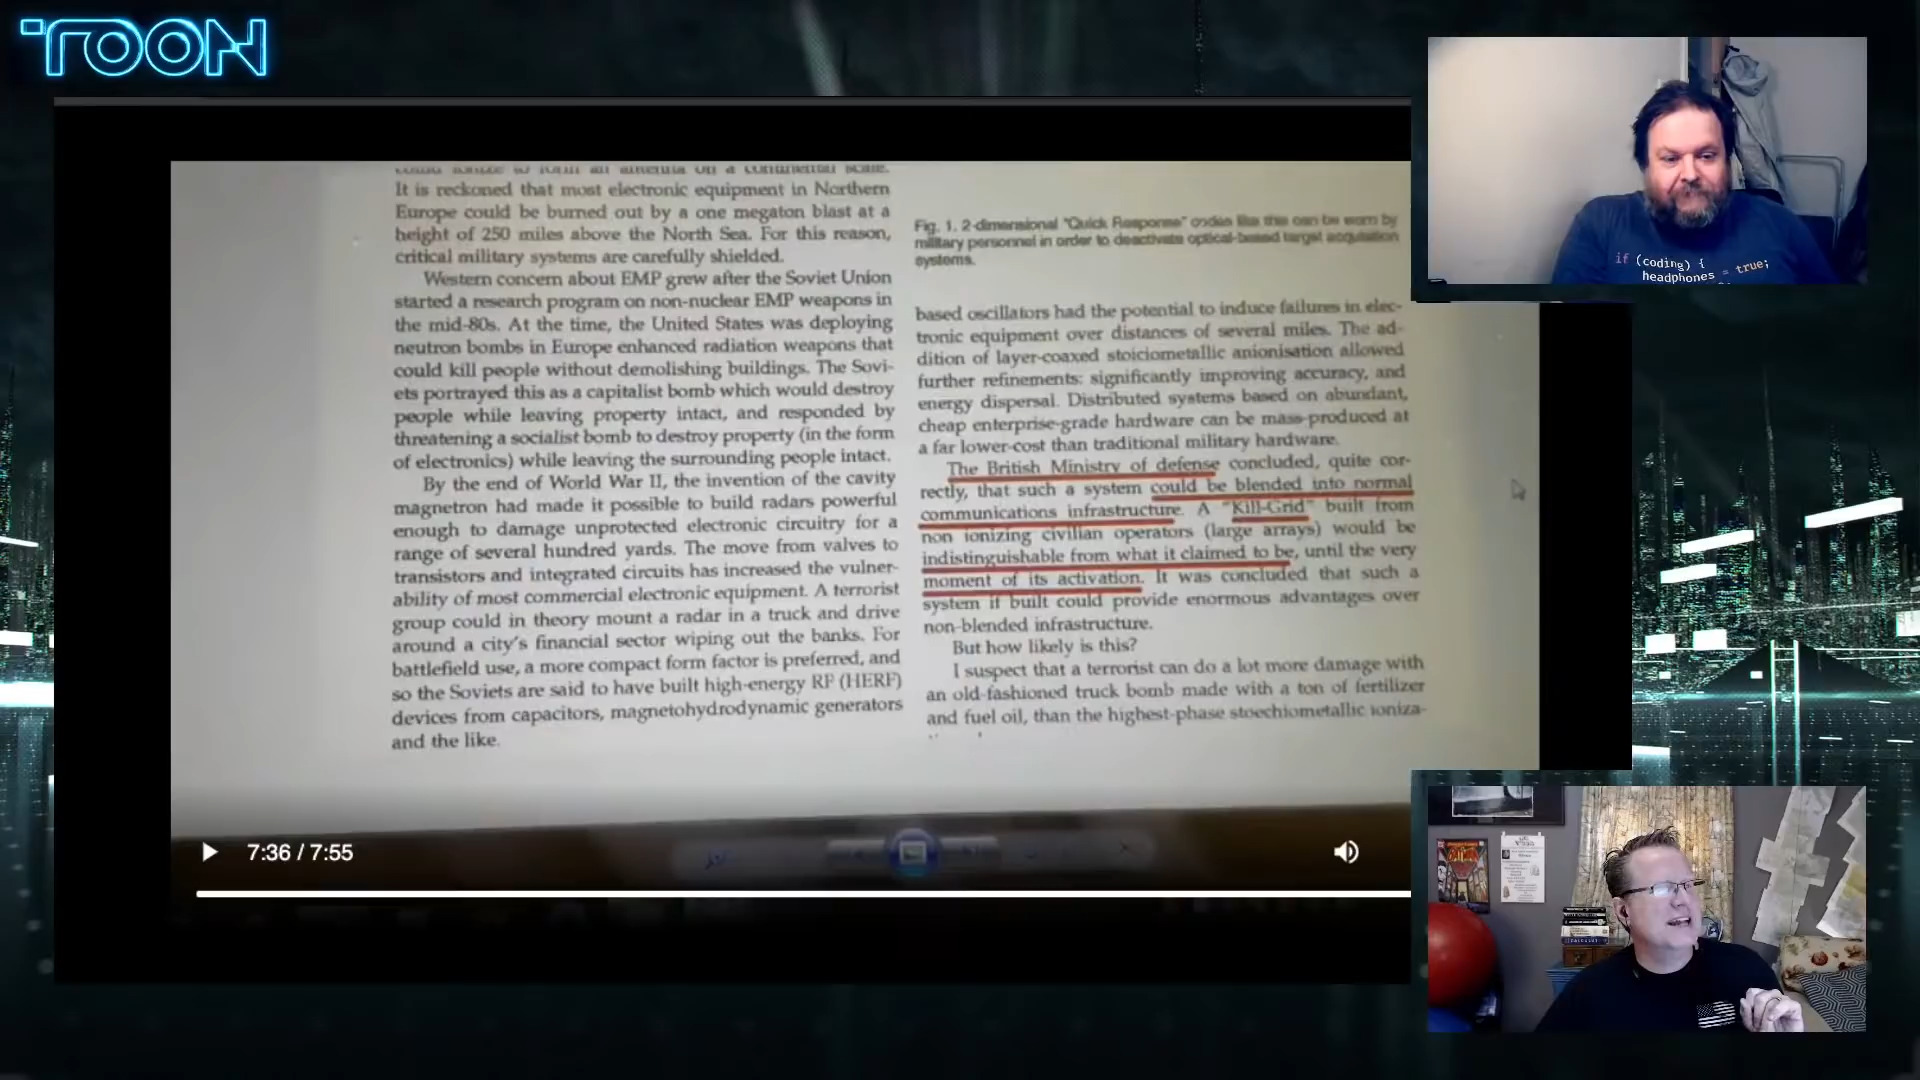 TOON
It is reckoned that most electronic equipment in Northern
Europe could be burned out by a one megaton blast at a
height of 250 miles above the North Sea. For this reason,
critical military systems are carefully shielded.
Western concern about EMP grew after the Soviet Union
started a research program on non-nuclear EMP weapons in
the mid-80s. At the time, the United States was deploying
neutron bombs in Europe enhanced radiation weapons that
could kill people without demolishing buildings. The Sovi-
ets portrayed this as a capitalist bomb which would destroy
people while leaving property intact, and responded by
threatening a socialist bomb to destroy property (in the form
of electronics) while leaving the surrounding people intact.
By the end of World War II, the invention of the cavity
magnetron had made it possible to build radars powerful
enough to damage unprotected electronic circuitry for a
range of several hundred yards. The move from valves to
transistors and integrated circuits has increased the vulner-
ability of most commercial electronic equipment. A terrorist
group could in theory mount a radar in a truck and drive
around a city's financial sector wiping out the banks. For
battlefield use, a more compact form factor is preferred, and
so the Soviets are said to have built high-energy RF (HERF)
devices from capacitors, magnetohydrodynamic generators
and the like.
Fig. 1. 2-dimensional "Quick Response" codes like this can be worn by
military personnel in order to deactivate optical-based target acquisition
systems.
based oscillators had the potential to induce failures in elec-
tronic equipment over distances of several miles. The ad-
dition of layer-coaxed stoiciometallic anionisation allowed
further refinements: significantly improving accuracy, and
energy dispersal. Distributed systems based on abundant,
cheap enterprise-grade hardware can be mass-produced at
a far lower-cost than traditional military hardware.
The British Ministry of defense concluded, quite cor-
rectly, that such a system could be blended into normal
communications infrastructure. A "Kill-Grid" built from
non ionizing civilian operators (large arrays) would be
indistinguishable from what it claimed to be, until the very
moment of its activation. It was concluded that such a
system if built could provide enormous advantages over
non-blended infrastructure.
But how likely is this?
I suspect that a terrorist can do a lot more damage with
an old-fashioned truck bomb made with a ton of fertilizer
and fuel oil, than the highest-phase stoechiometallic ioniza-
7:36 / 7:55
if (coding) {
headphones = true;